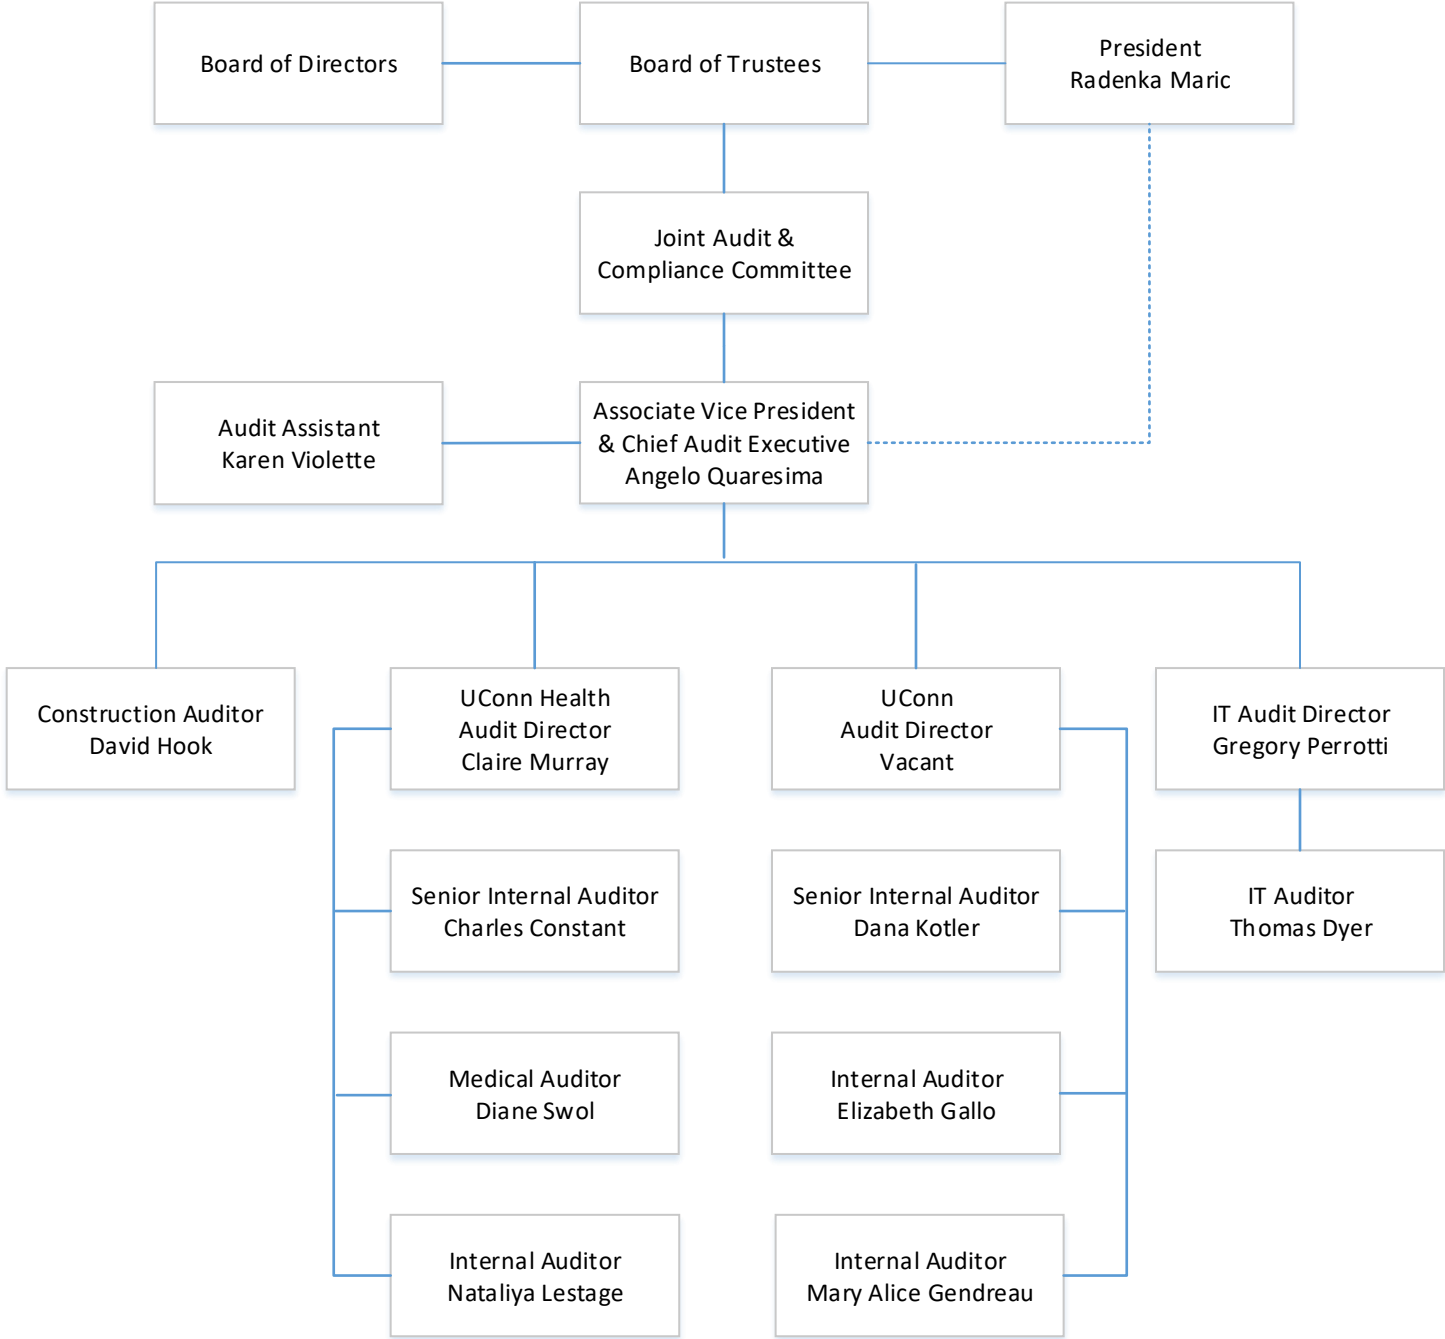 Board of Directors
Board of Trustees
President
Radenka Maric
Joint Audit &
Compliance Committee
Audit Assistant
Karen Violette
Associate Vice President
& Chief Audit Executive
Angelo Quaresima
Construction Auditor
David Hook
UConn Health
Audit Director
Claire Murray
UConn
Audit Director
Vacant
IT Audit Director
Gregory Perrotti
Senior Internal Auditor
Charles Constant
Senior Internal Auditor
Dana Kotler
IT Auditor
Thomas Dyer
Medical Auditor
Diane Swol
Internal Auditor
Elizabeth Gallo
Internal Auditor
Nataliya Lestage
Internal Auditor
Mary Alice Gendreau